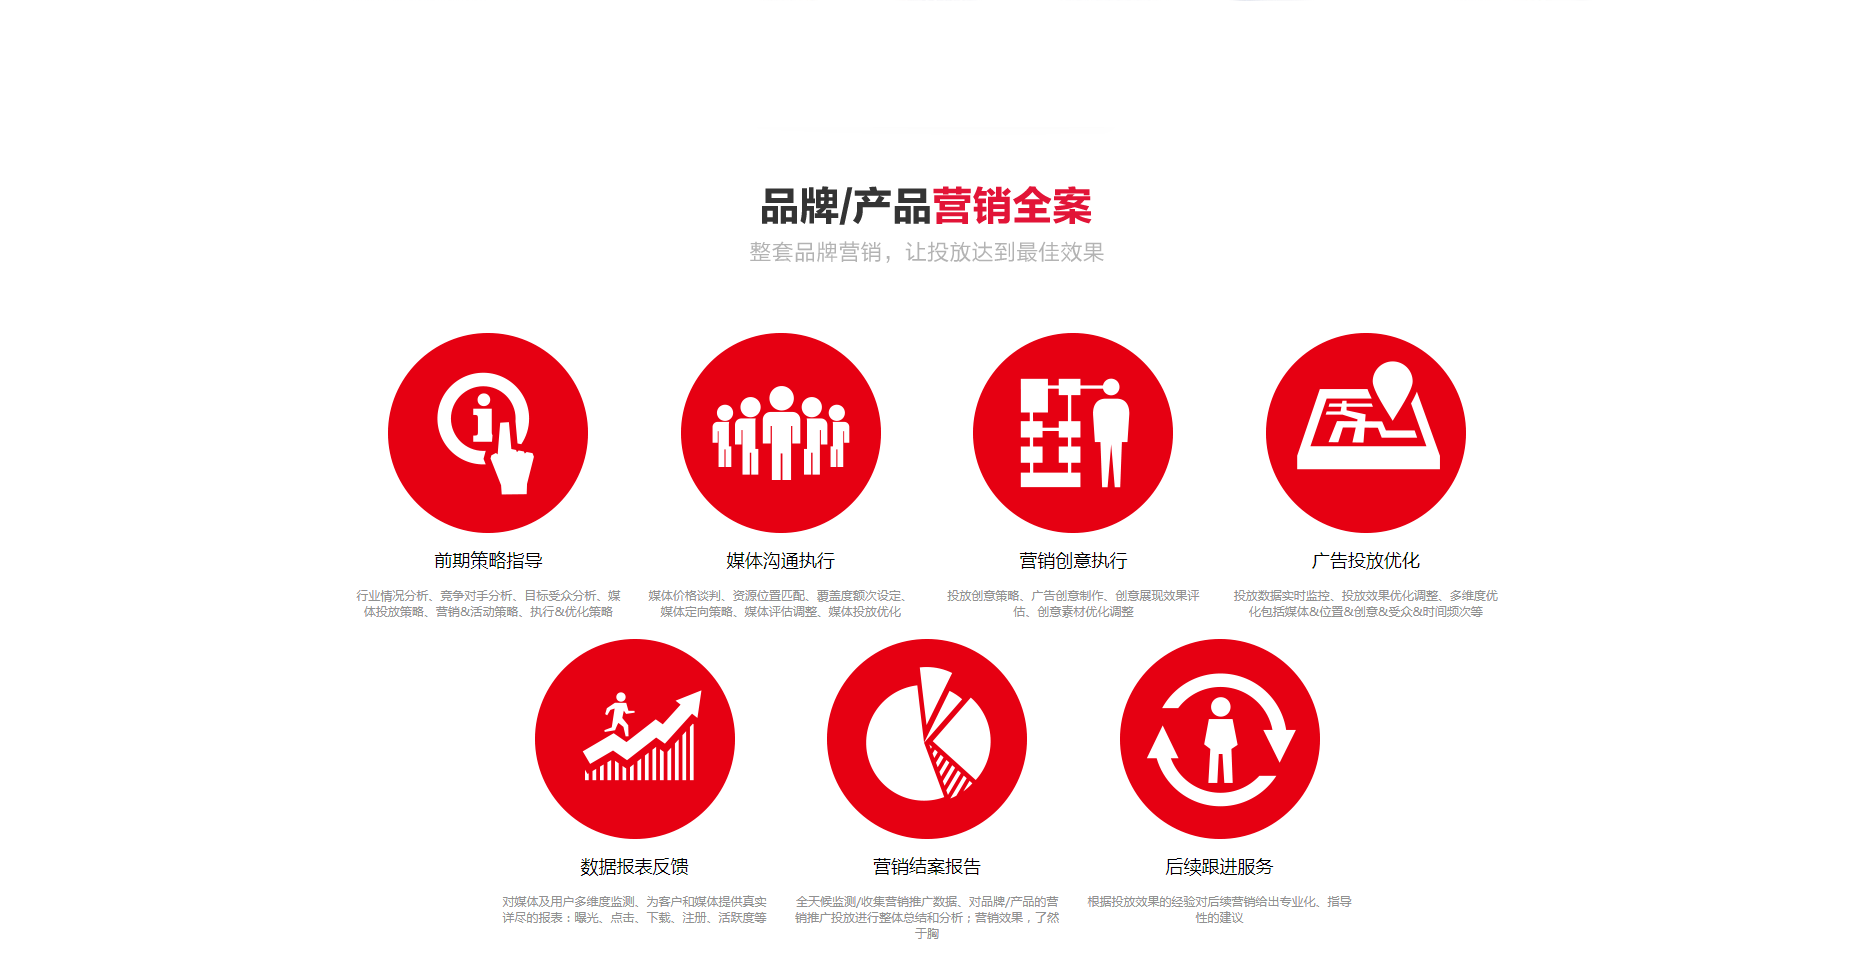 品牌/产品营销全案
整套品牌营销，让投放达到最佳效果
前期策略指导
行业情况分析、竞争对手分析、目标受众分析、媒
体投放策略、营销&活动策略、执行&优化策略
媒体沟通执行
媒体价格谈判、资源位置匹配、覆盖度额次设定、
媒体定向策略、媒体评估调整、媒体投放优化
营销创意执行
投放创意策略、广告创意制作、创意展现效果评
估、创意素材优化调整
广告投放优化
投放数据实时监控、投放效果优化调整、多维度优
化包括媒体&位置&创意&受众&时间频次等
数据报表反馈
对媒体及用户多维度监测、为客户和媒体提供真实
详尽的报表：曝光、点击、下载、注册、活跃度等
营销结案报告
全天候监测/收集营销推广数据、对品牌/产品的营
销推广投放进行整体总结和分析；营销效果，了然
于胸
后续跟进服务
根据投放效果的经验对后续营销给出专业化、指导
性的建议